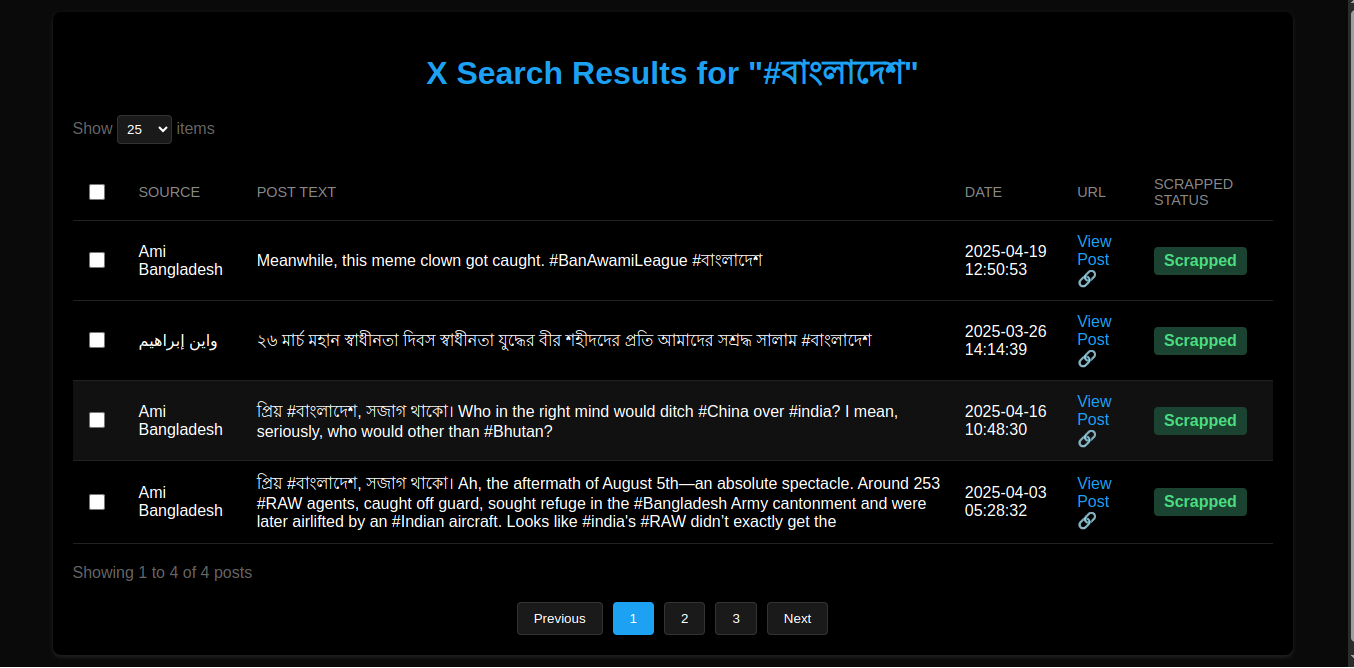 X Search Results for "#বাংলাদেশ"
Show 25 items
SOURCE
POST TEXT
DATE
URL
SCRAPPED
STATUS
Ami
Bangladesh
Meanwhile, this meme clown got caught. #BanAwamiLeague #বাংলাদেশ
2025-04-19
12:50:53
View
Post
Scrapped
واين إبراهيم
২৬ মার্চ মহান স্বাধীনতা দিবস স্বাধীনতা যুদ্ধের বীর শহীদদের প্রতি আমাদের সশ্রদ্ধ সালাম #বাংলাদেশ
2025-03-26
14:14:39
View
Post
Scrapped
Ami
Bangladesh
প্রিয় #বাংলাদেশ, সজাগ থাকো। Who in the right mind would ditch #China over #india? I mean,
seriously, who would other than #Bhutan?
2025-04-16
10:48:30
View
Post
Scrapped
Ami
Bangladesh
প্রিয় #বাংলাদেশ, সজাগ থাকো। Ah, the aftermath of August 5th—an absolute spectacle. Around 253
#RAW agents, caught off guard, sought refuge in the #Bangladesh Army cantonment and were
later airlifted by an #Indian aircraft. Looks like #india's #RAW didn’t exactly get the
2025-04-03
05:28:32
View
Post
Scrapped
Showing 1 to 4 of 4 posts
Previous 1 2 3 Next